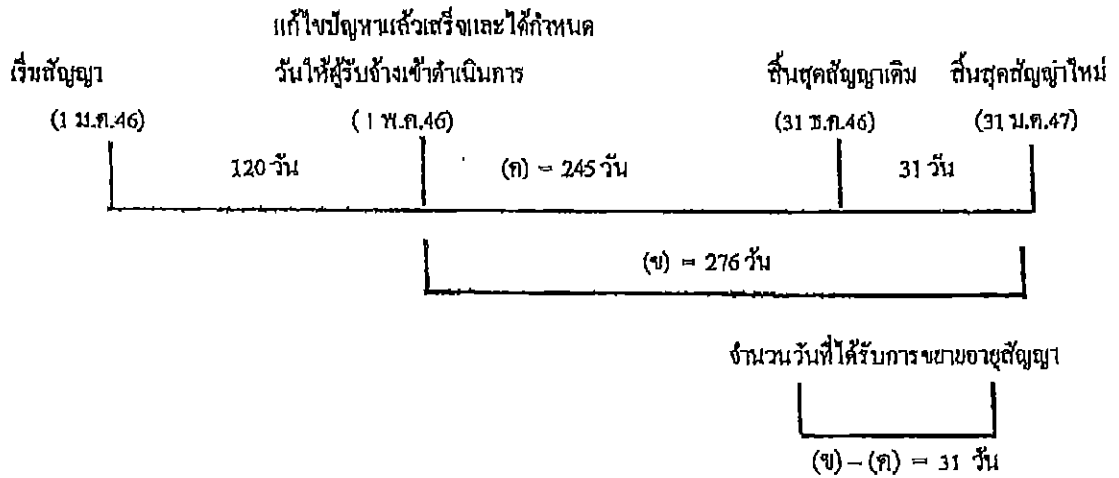 แก้ไขปัญหาแล้วเสร็จและได้กำหนด
เริ่มสัญญา วันให้ผู้รับจ้างเข้าดำเนินการ สิ้นสุดสัญญาเดิม สิ้นสุดสัญญาใหม่
(1 ม.ค.46) (1 พ.ค.46) (31 ธ.ค.46) (31 ม.ค.47)
120 วัน (ค) = 245 วัน 31 วัน
(ข) = 276 วัน
จำนวนวันที่ได้รับการขยายอายุสัญญา
(ข) – (ค) = 31 วัน